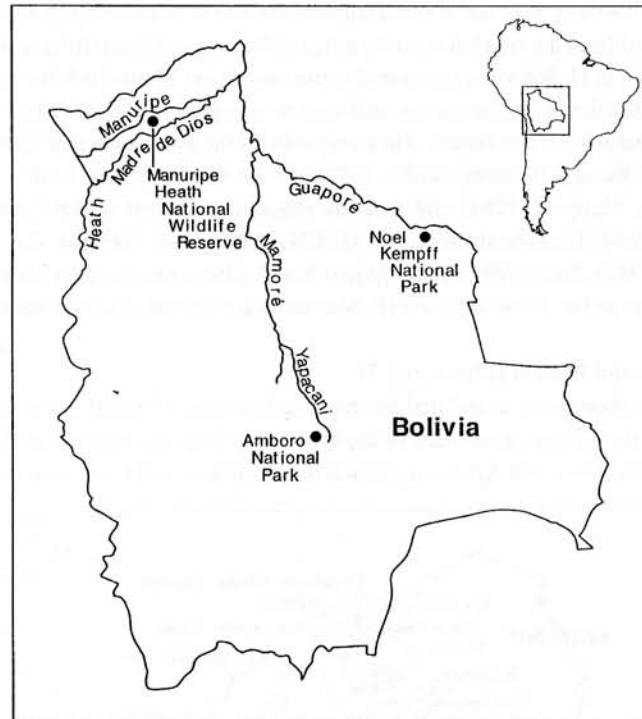 Manuripe
Madre de Dios
Heath
Manuripe
Heath
National
Wildlife
Reserve
Guapore
Noel
Kempff
National
Park
Mamoré
Yapacani
Bolivia
Amboro
National
Park